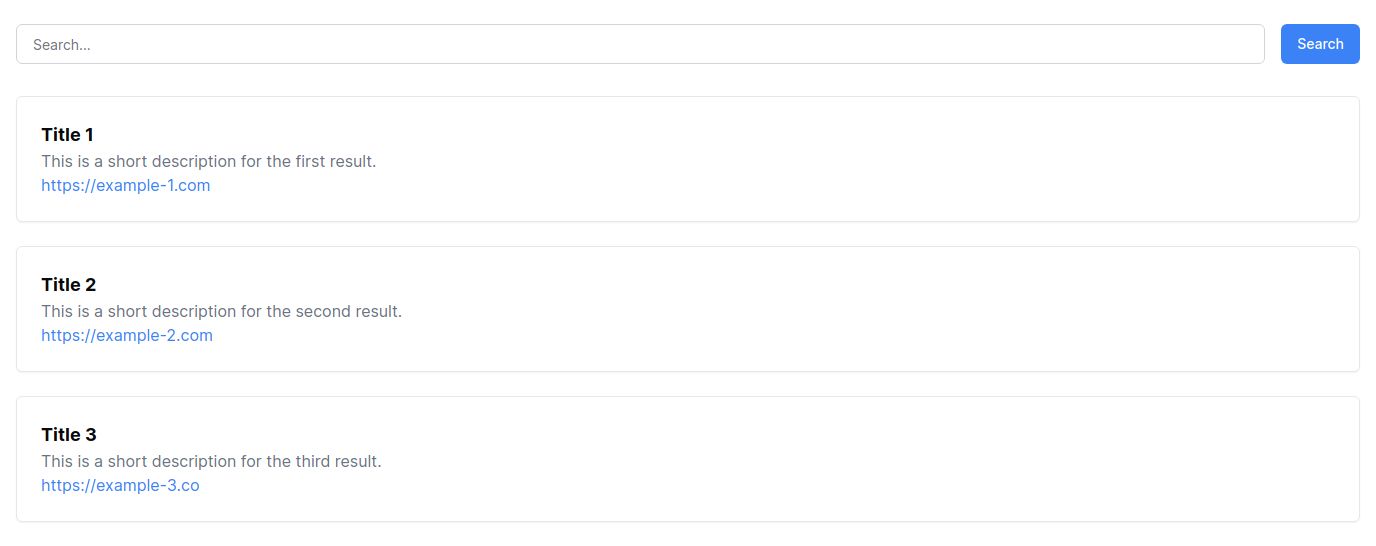 Search...
Search
Title 1
This is a short description for the first result.
https://example-1.com
Title 2
This is a short description for the second result.
https://example-2.com
Title 3
This is a short description for the third result.
https://example-3.co